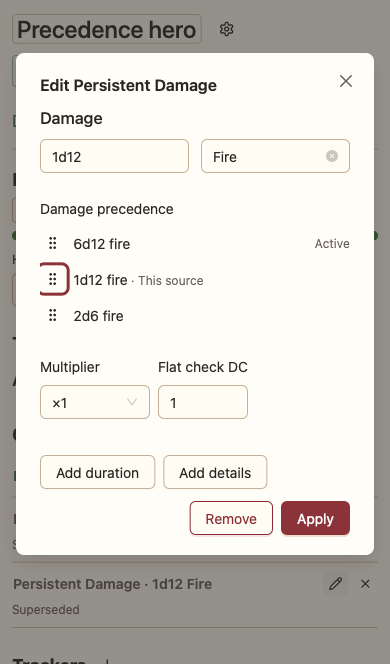 Precedence hero
Edit Persistent Damage
Damage
1d12
Fire
Damage precedence
6d12 fire
Active
1d12 fire · This source
2d6 fire
Multiplier
Flat check DC
×1
1
Add duration
Add details
Remove
Apply
Persistent Damage · 1d12 Fire
Superseded